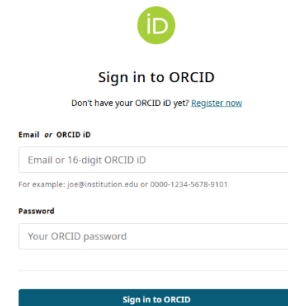 iD
Sign in to ORCID
Don't have your ORCID iD yet? Register now
Email or ORCID iD
Email or 16-digit ORCID iD
For example: joe@institution.edu or 0000-1234-5678-9101
Password
Your ORCID password
Sign in to ORCID